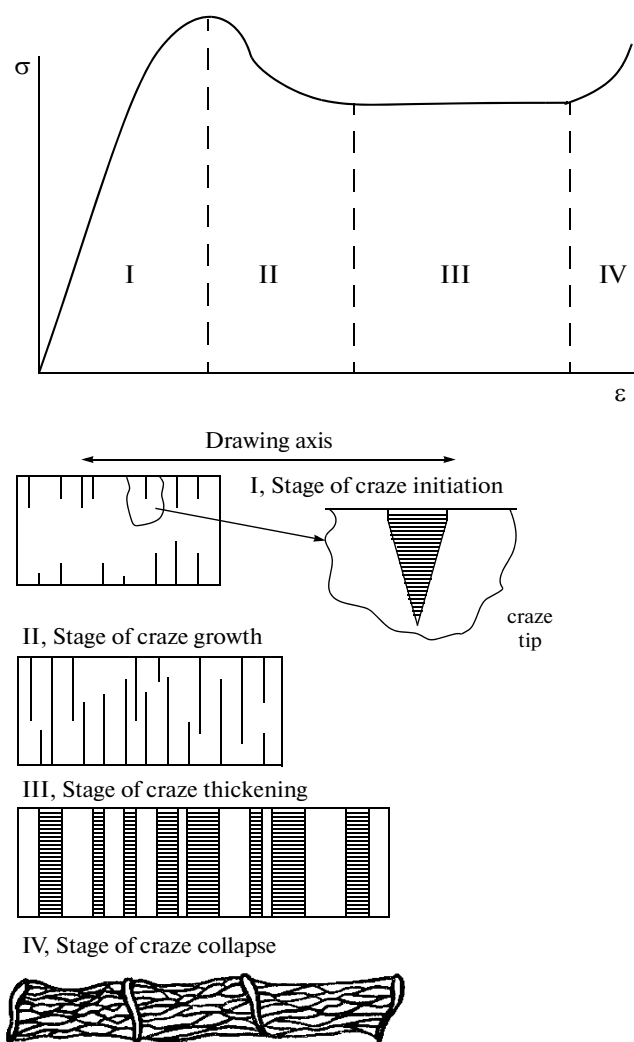 σ
I
II
III
IV
ε
Drawing axis
I, Stage of craze initiation
craze
tip
II, Stage of craze growth
III, Stage of craze thickening
IV, Stage of craze collapse